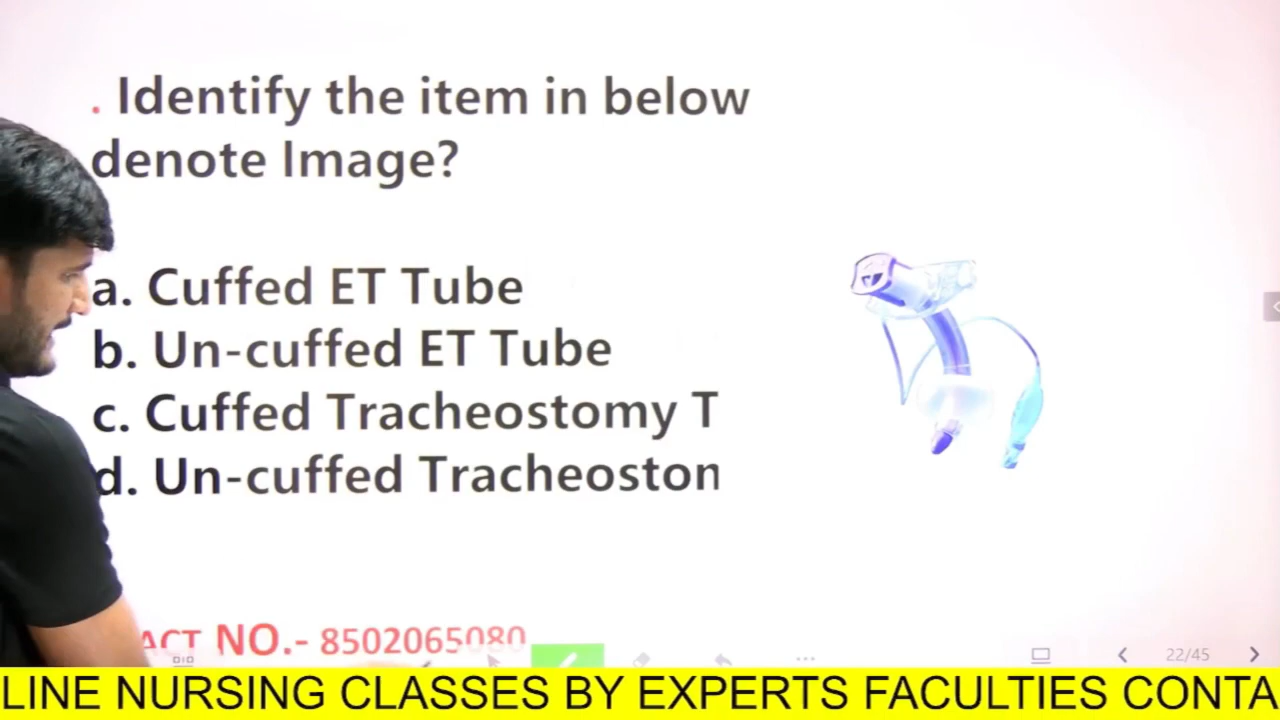 . Identify the item in below
denote Image?
a. Cuffed ET Tube
b. Un-cuffed ET Tube
c. Cuffed Tracheostomy T
d. Un-cuffed Tracheoston
ACT NO.- 8502065080
22/45
LINE NURSING CLASSES BY EXPERTS FACULTIES CONTA